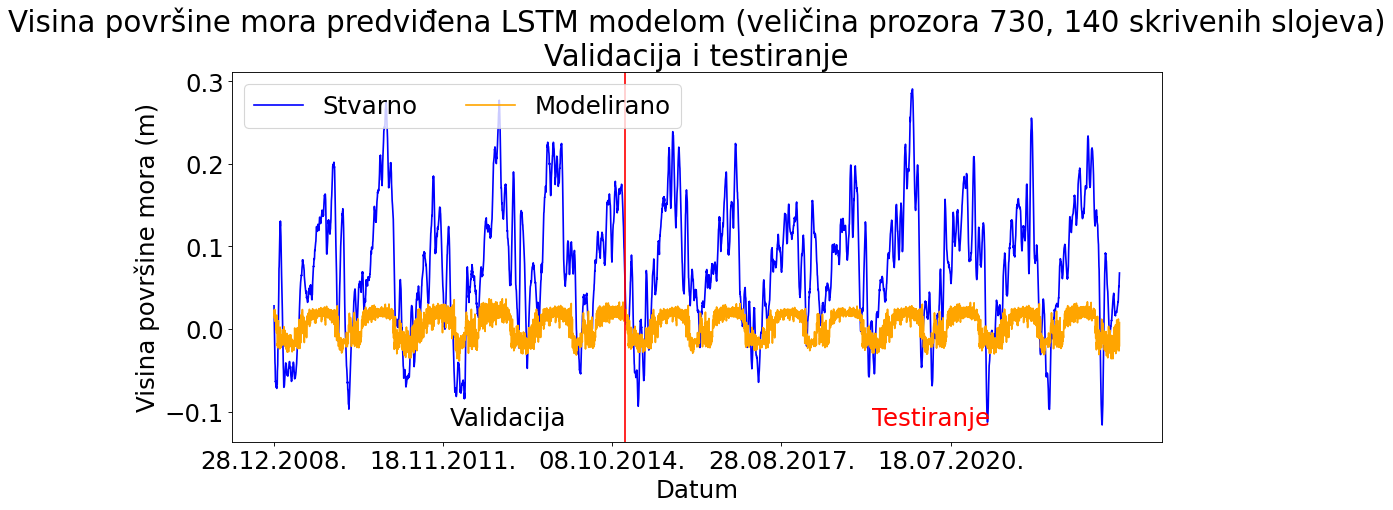 Visina površine mora predviđena LSTM modelom (veličina prozora 730, 140 skrivenih slojeva)
Validacija i testiranje
Stvarno
Modelirano
Visina površine mora (m)
0.3
0.2
0.1
0.0
−0.1
Validacija
Testiranje
28.12.2008.
18.11.2011.
08.10.2014.
28.08.2017.
18.07.2020.
Datum